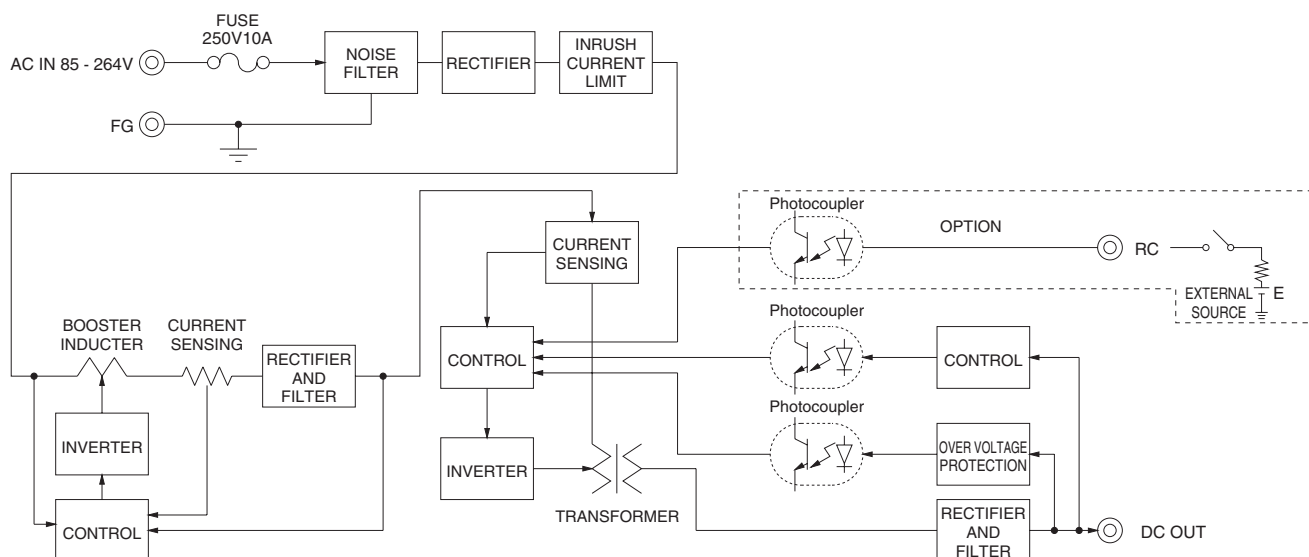 FUSE
250V10A
AC IN 85 - 264V
NOISE
FILTER
RECTIFIER
INRUSH
CURRENT
LIMIT
FG
Photocoupler
OPTION
RC
EXTERNAL
SOURCE
E
CURRENT
SENSING
BOOSTER
INDUCTER
CURRENT
SENSING
RECTIFIER
AND
FILTER
CONTROL
Photocoupler
CONTROL
INVERTER
INVERTER
Photocoupler
OVER VOLTAGE
PROTECTION
TRANSFORMER
CONTROL
RECTIFIER
AND
FILTER
DC OUT